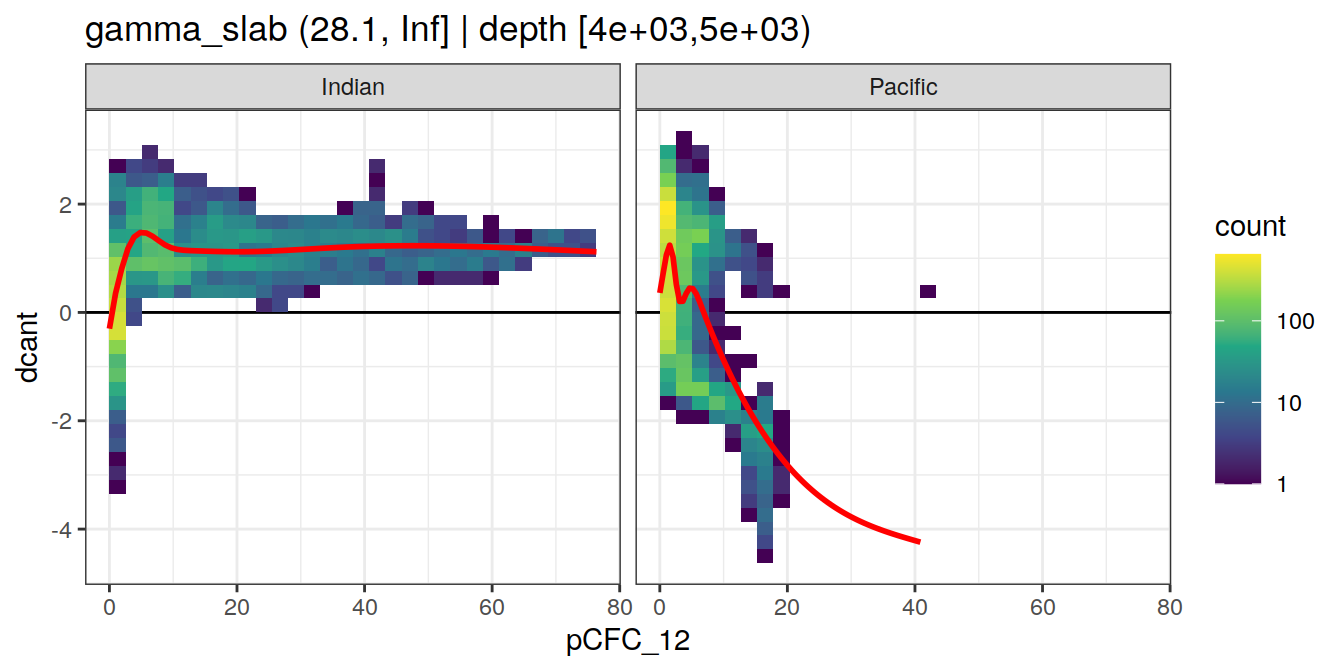 gamma_slab (28.1, Inf] | depth [4e+03,5e+03)
Indian
Pacific
dcant
2
0
-2
-4
0 20 40 60 80
0 20 40 60 80
pCFC_12
count
100
10
1